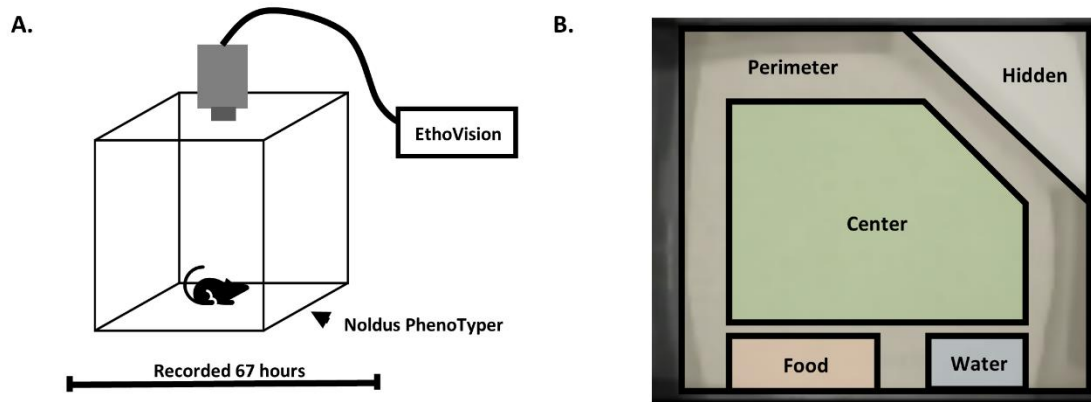 A.
EthoVision
Noldus PhenoTyper
Recorded 67 hours
B.
Perimeter
Hidden
Center
Food
Water